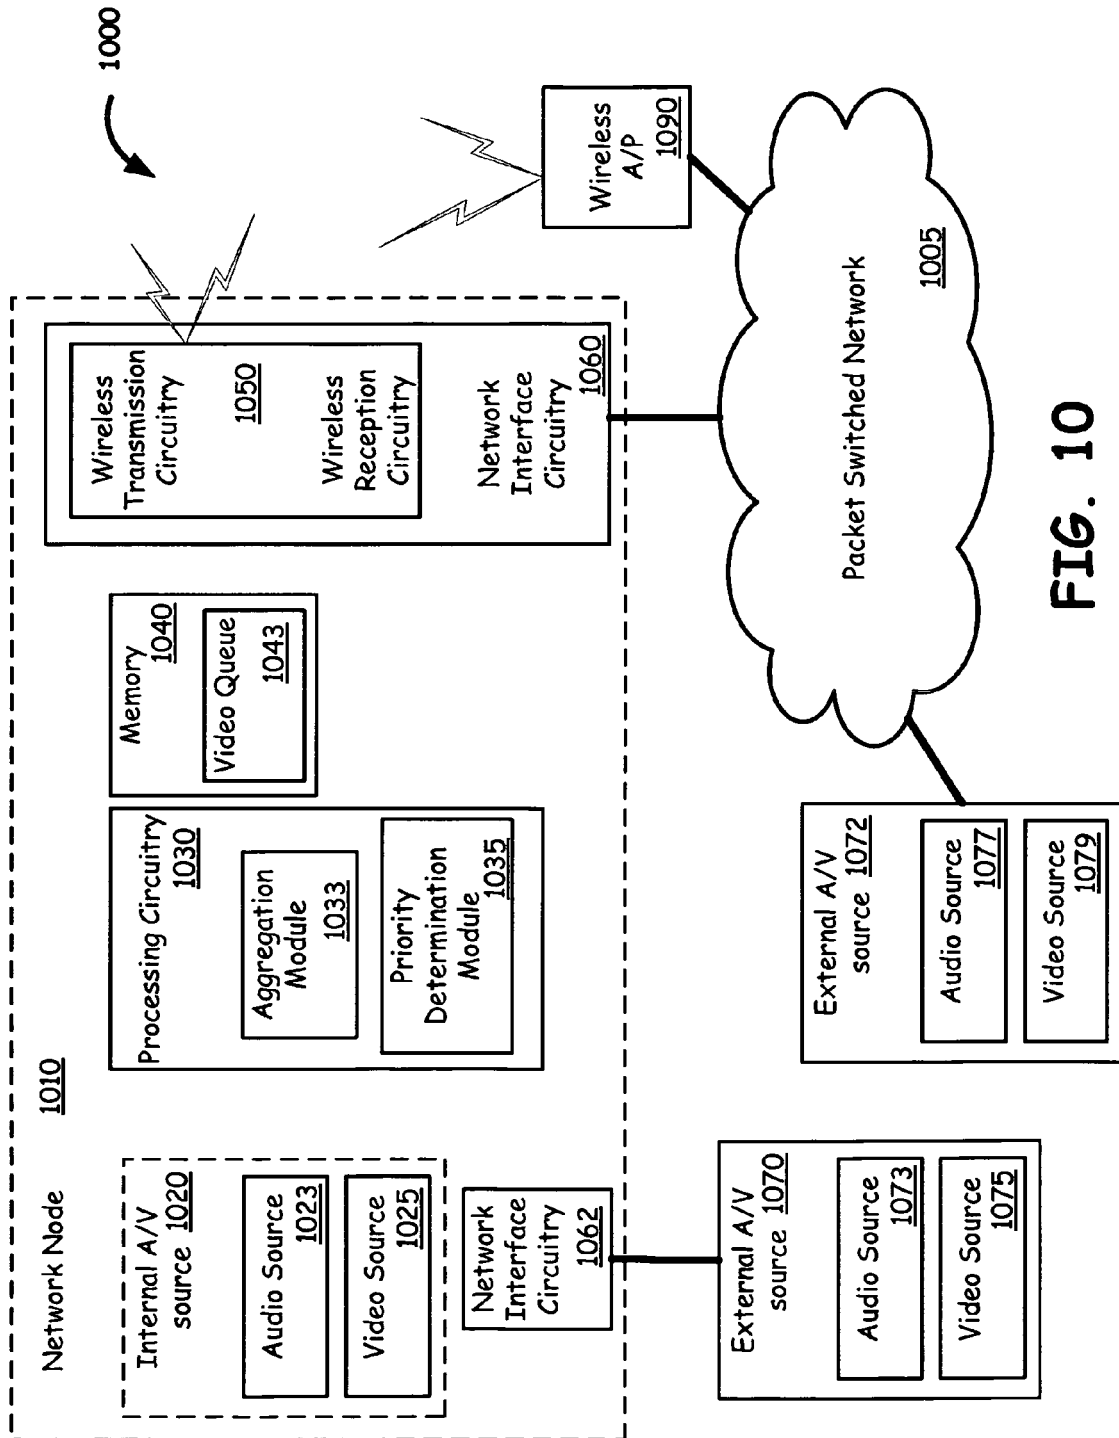 1000
Network Node
1010
Internal A/V
source 1020
Audio Source
1023
Video Source
1025
Network
Interface
Circuitry
1062
Processing Circuitry
1030
Aggregation
Module
1033
Priority
Determination
Module
1035
Memory
1040
Video Queue
1043
Wireless
Transmission
Circuitry
1050
Wireless
Reception
Circuitry
Network
Interface
Circuitry
1060
Wireless
A/P
1090
External A/V
source 1070
Audio Source
1073
Video Source
1075
External A/V
source 1072
Audio Source
1077
Video Source
1079
Packet Switched Network
1005
FIG. 10